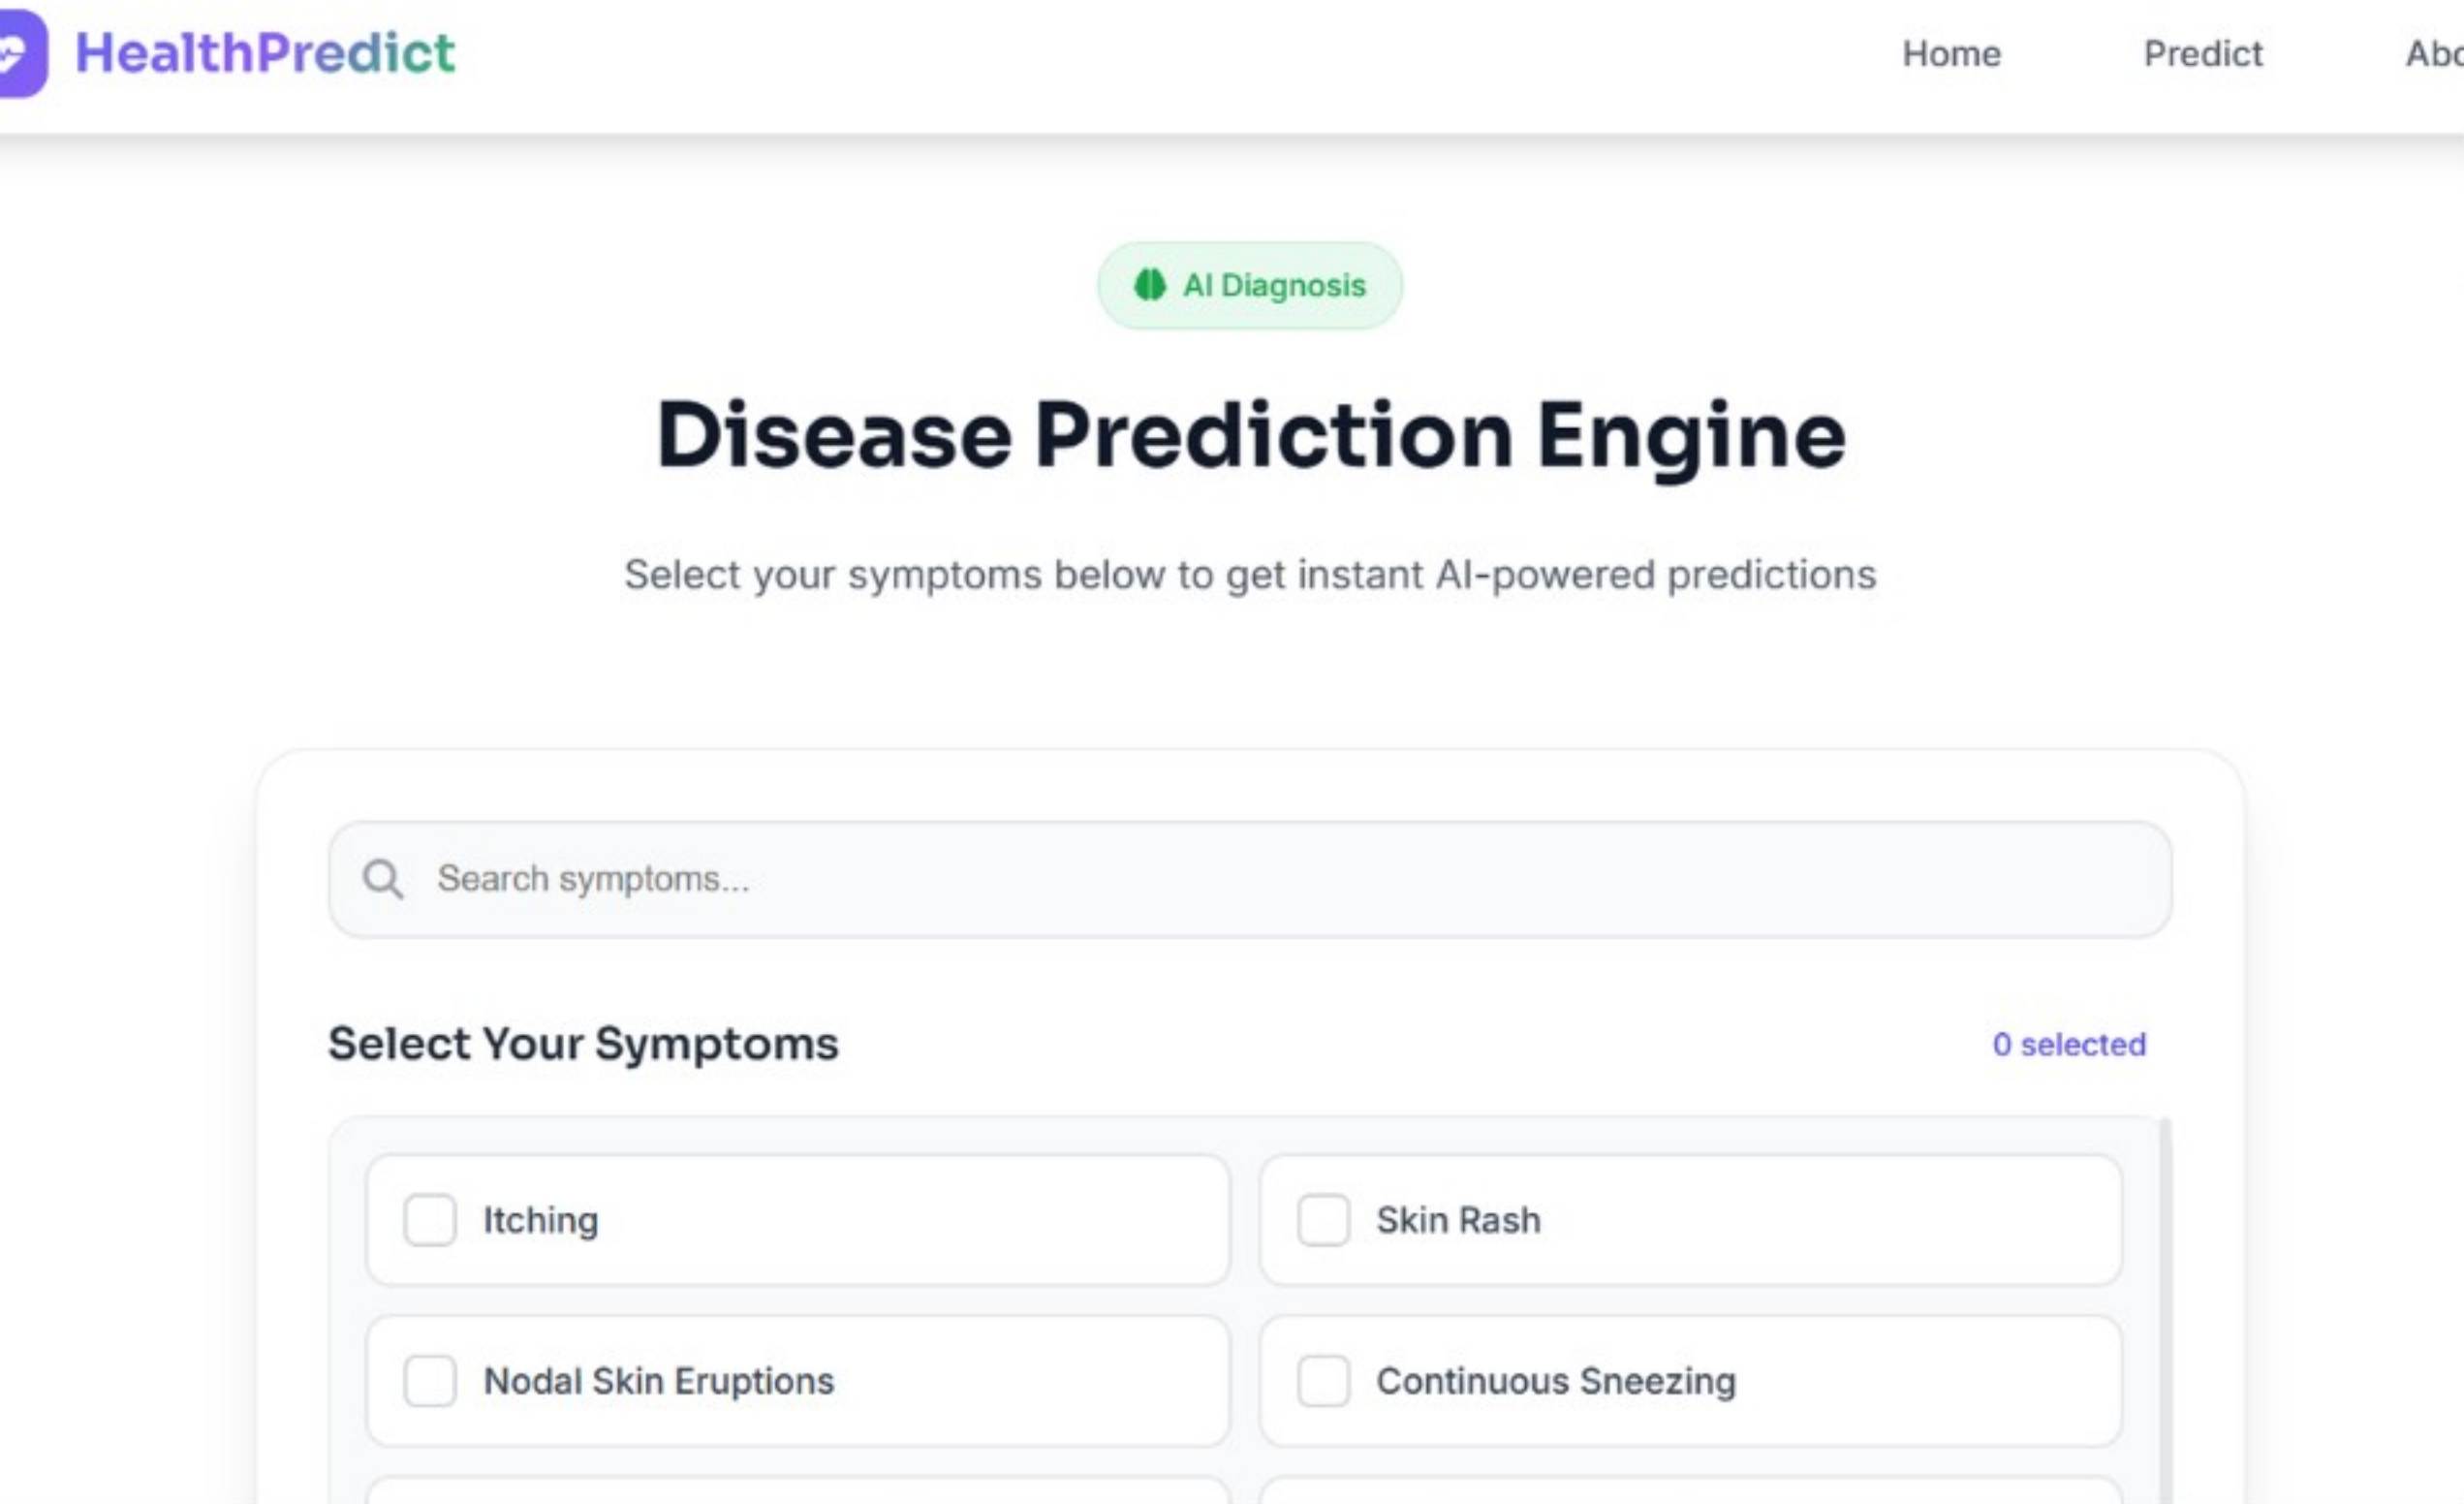 HealthPredict
Home Predict
AI Diagnosis
Disease Prediction Engine
Select your symptoms below to get instant AI-powered predictions
Search symptoms...
Select Your Symptoms 0 selected
Itching Skin Rash
Nodal Skin Eruptions Continuous Sneezing